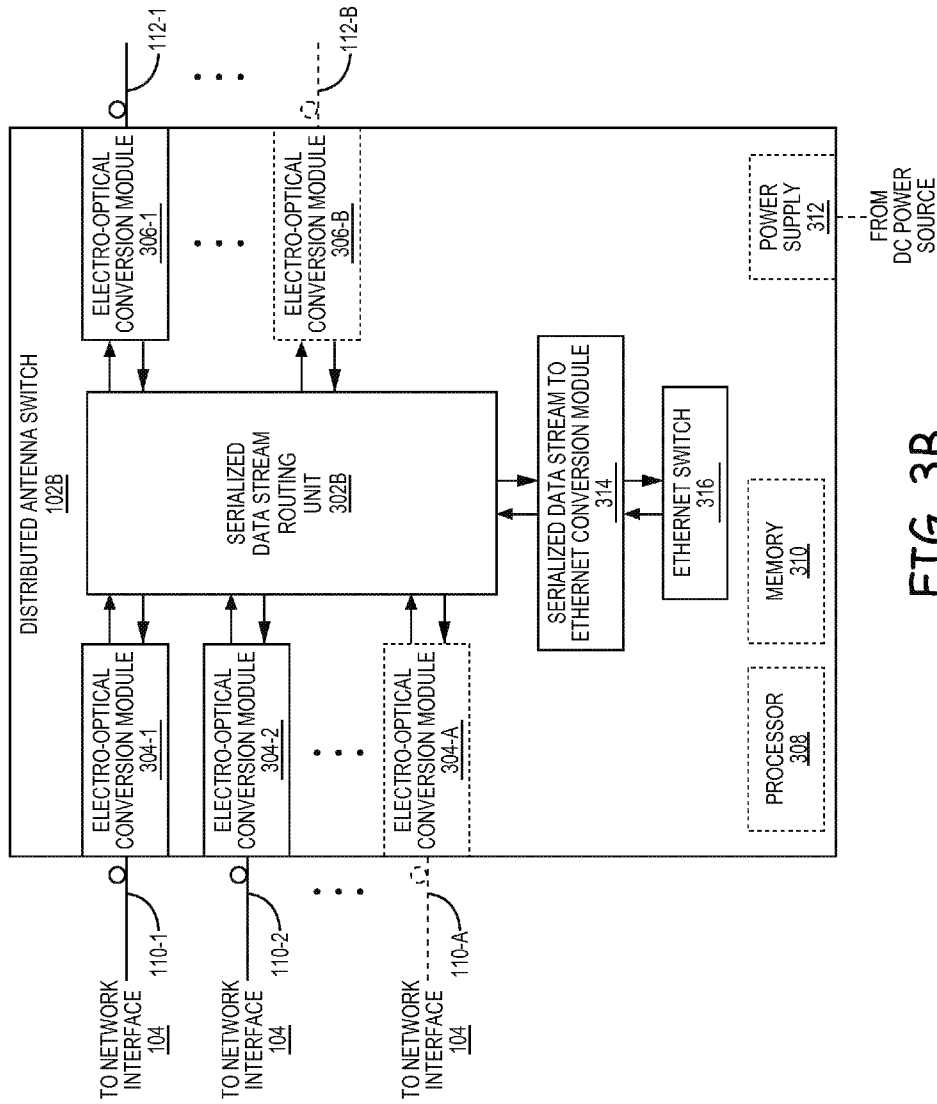 DISTRIBUTED ANTENNA SWITCH
102B
TO NETWORK
INTERFACE
104
110-1
ELECTRO-OPTICAL
CONVERSION MODULE
304-1
TO NETWORK
INTERFACE
104
110-2
ELECTRO-OPTICAL
CONVERSION MODULE
304-2
TO NETWORK
INTERFACE
104
110-A
ELECTRO-OPTICAL
CONVERSION MODULE
304-A
SERIALIZED
DATA STREAM
ROUTING
UNIT
302B
ELECTRO-OPTICAL
CONVERSION MODULE
306-1
112-1
ELECTRO-OPTICAL
CONVERSION MODULE
306-B
112-B
SERIALIZED DATA STREAM TO
ETHERNET CONVERSION MODULE
314
ETHERNET SWITCH
316
PROCESSOR
308
MEMORY
310
POWER
SUPPLY
312
FROM
DC POWER
SOURCE
FIG. 3B